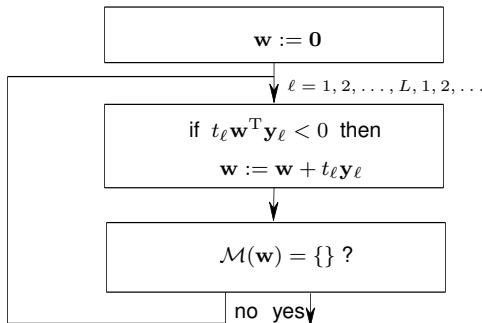 w := 0
ℓ = 1, 2, . . . , L, 1, 2, . . .
if t_ℓ w^T y_ℓ < 0 then
w := w + t_ℓ y_ℓ
M(w) = {} ?
no yes